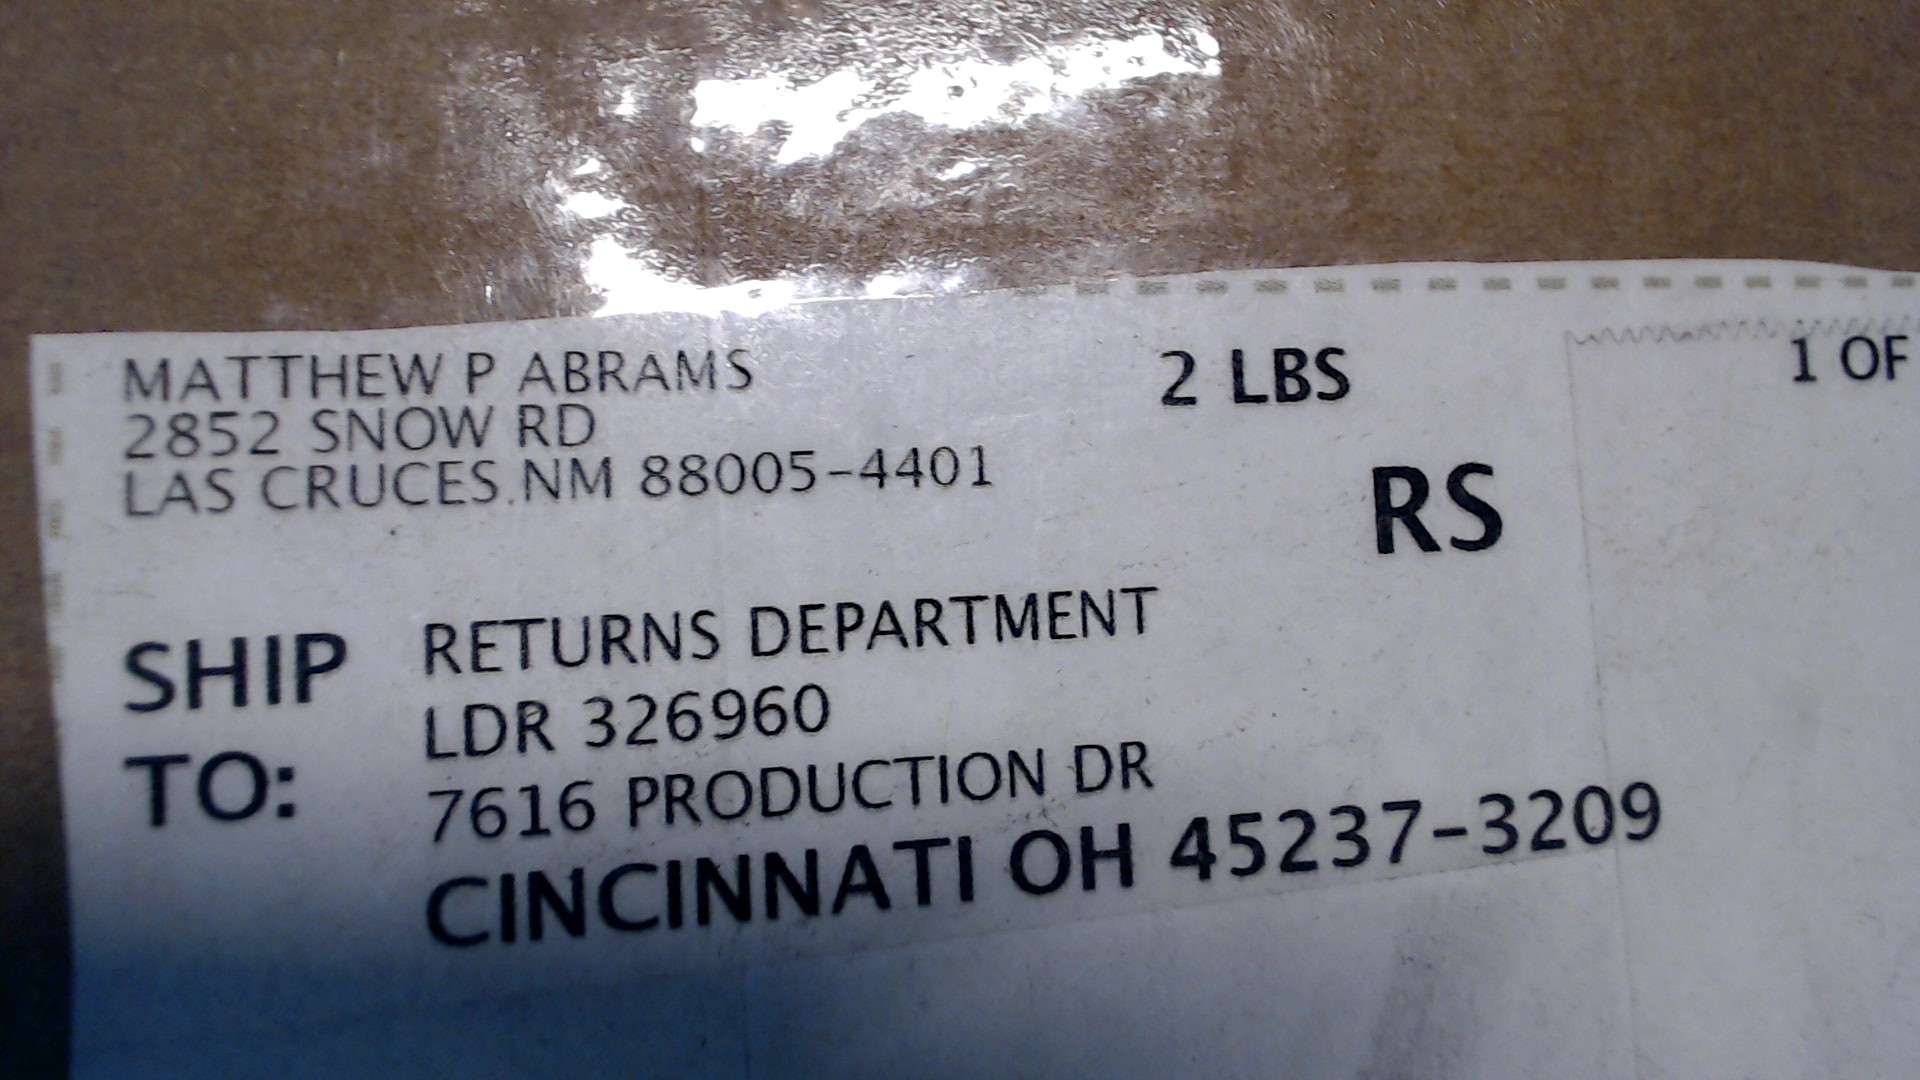 MATTHEW P ABRAMS
2852 SNOW RD
LAS CRUCES NM 88005-4401
2 LBS
1 OF
RS
SHIP TO:
RETURNS DEPARTMENT
LDR 326960
7616 PRODUCTION DR
CINCINNATI OH 45237-3209